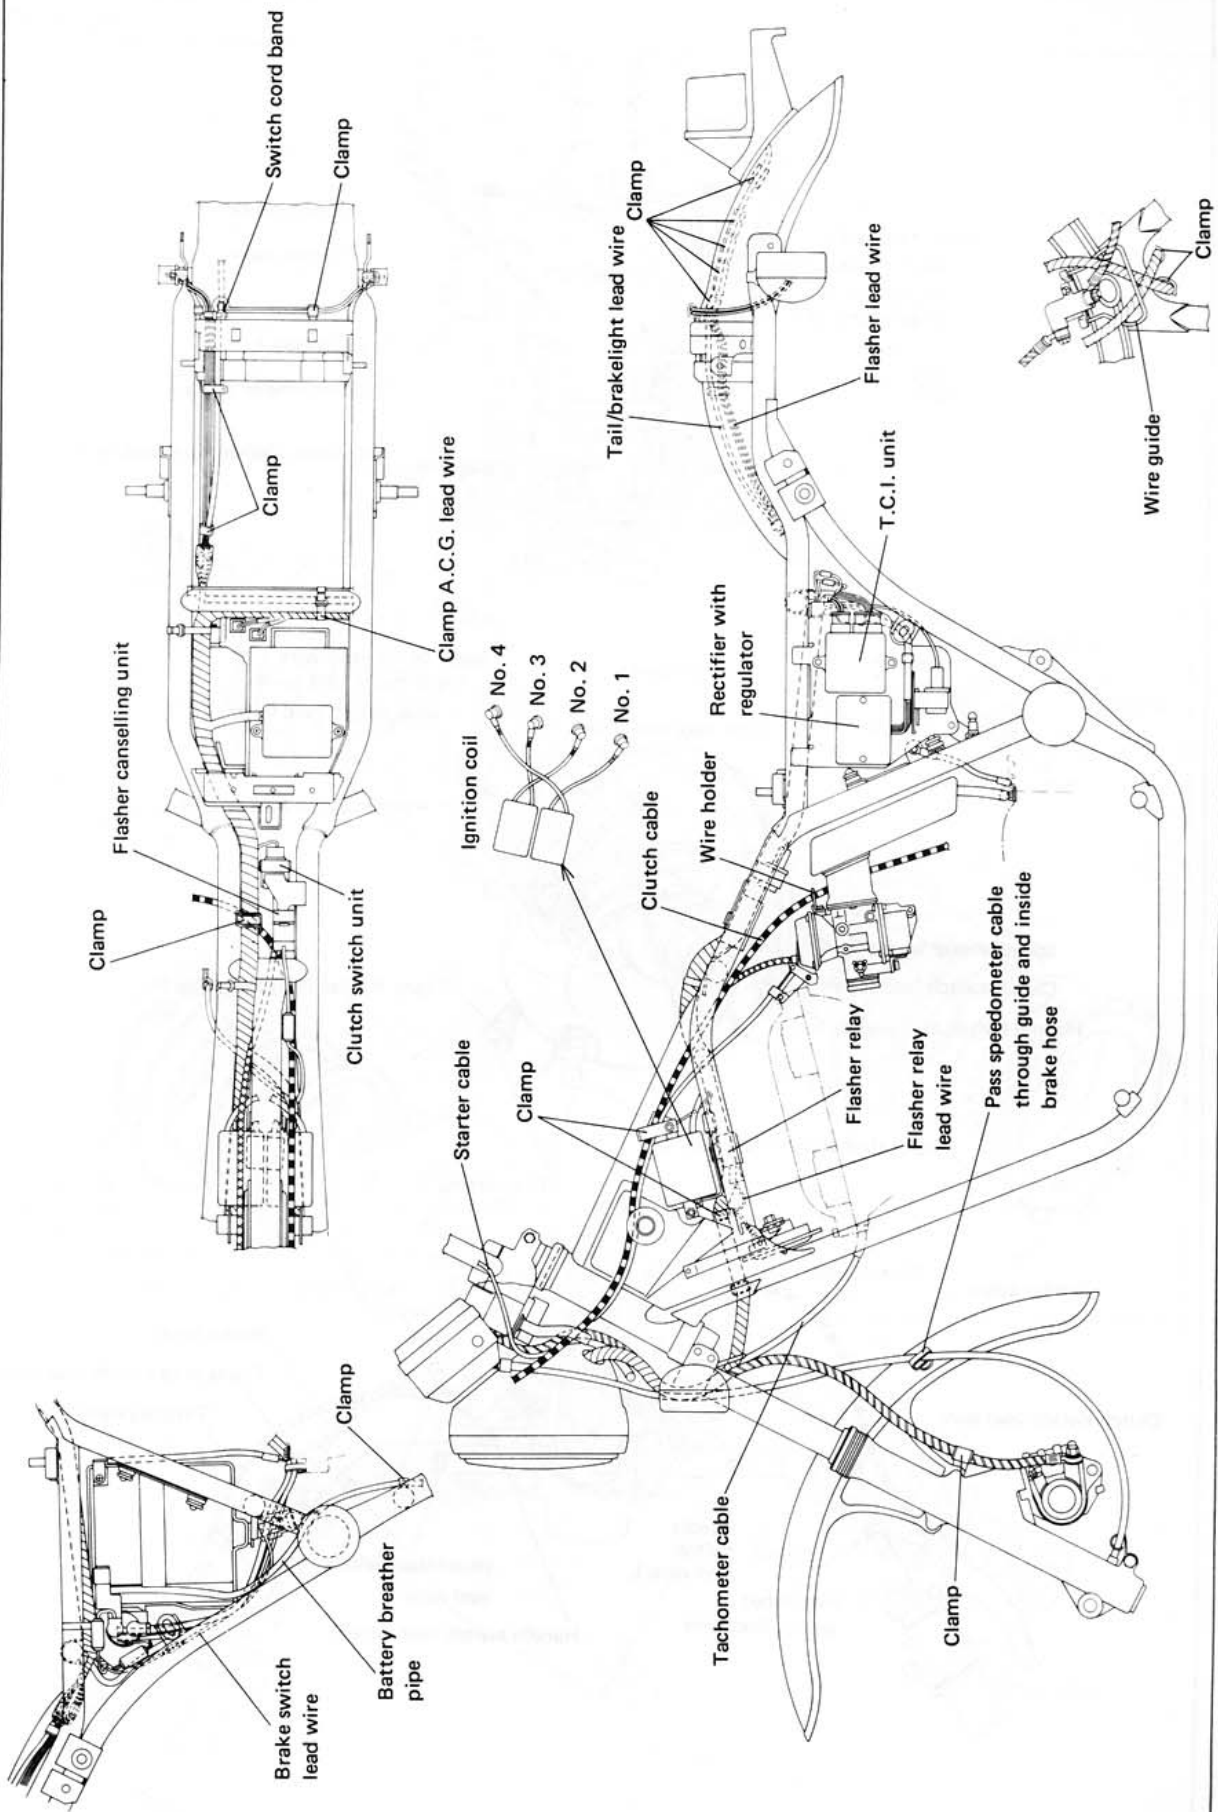 Switch cord band
Clamp
Clamp
Clamp A.C.G. lead wire
Flasher canselling unit
Clamp
Clutch switch unit
Clamp
Battery breather
pipe
Brake switch
lead wire
Clamp
Tail/brakelight lead wire
Flasher lead wire
T.C.I. unit
Rectifier with
regulator
Ignition coil
No. 4
No. 3
No. 2
No. 1
Wire holder
Clutch cable
Clamp
Starter cable
Flasher relay
Flasher relay
lead wire
Pass speedometer cable
through guide and inside
brake hose
Tachometer cable
Clamp
Wire guide
Clamp